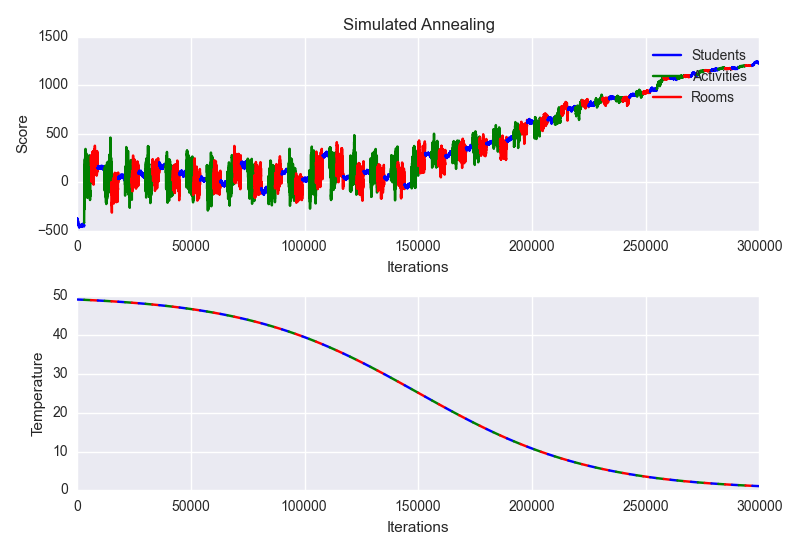 Simulated Annealing
1500
1000
500
0
−500
Score
Students
Activities
Rooms
0 50000 100000 150000 200000 250000 300000
Iterations
50
40
30
20
10
0
Temperature
0 50000 100000 150000 200000 250000 300000
Iterations